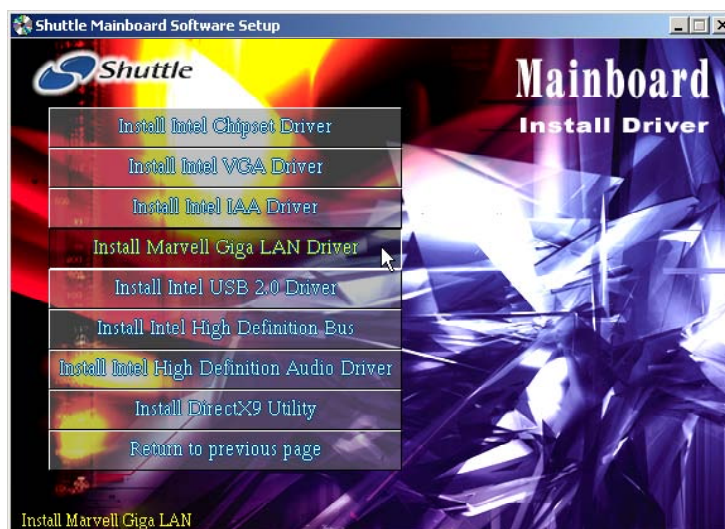 Shuttle Mainboard Software Setup
Shuttle
Mainboard
Install Driver
Install Intel Chipset Driver
Install Intel VGA Driver
Install Intel IAA Driver
Install Marvell Giga LAN Driver
Install Intel USB 2.0 Driver
Install Intel High Definition Bus
Install Intel High Definition Audio Driver
Install DirectX9 Utility
Return to previous page
Install Marvell Giga LAN